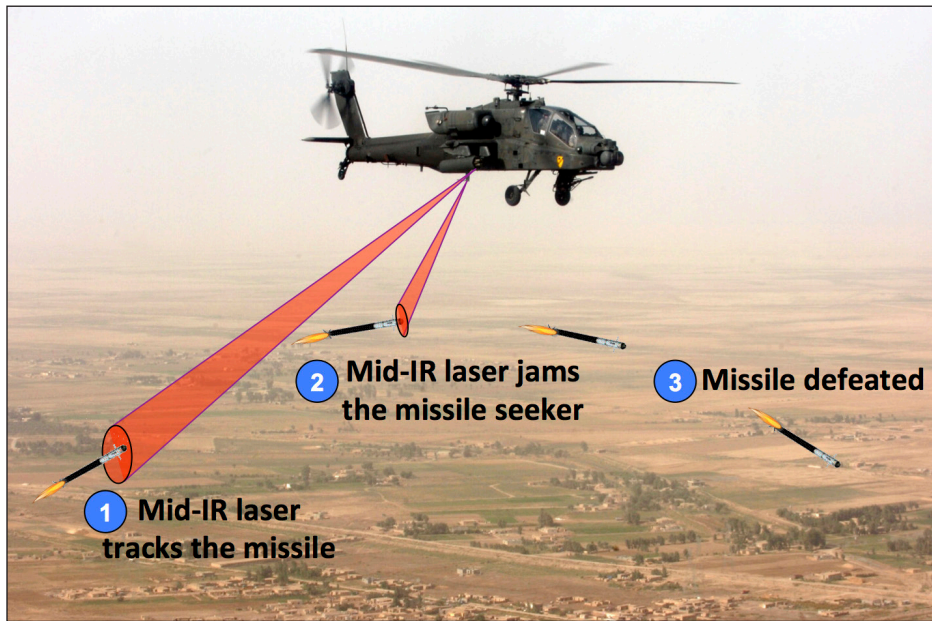 1 Mid-IR laser
tracks the missile
2 Mid-IR laser jams
the missile seeker
3 Missile defeated